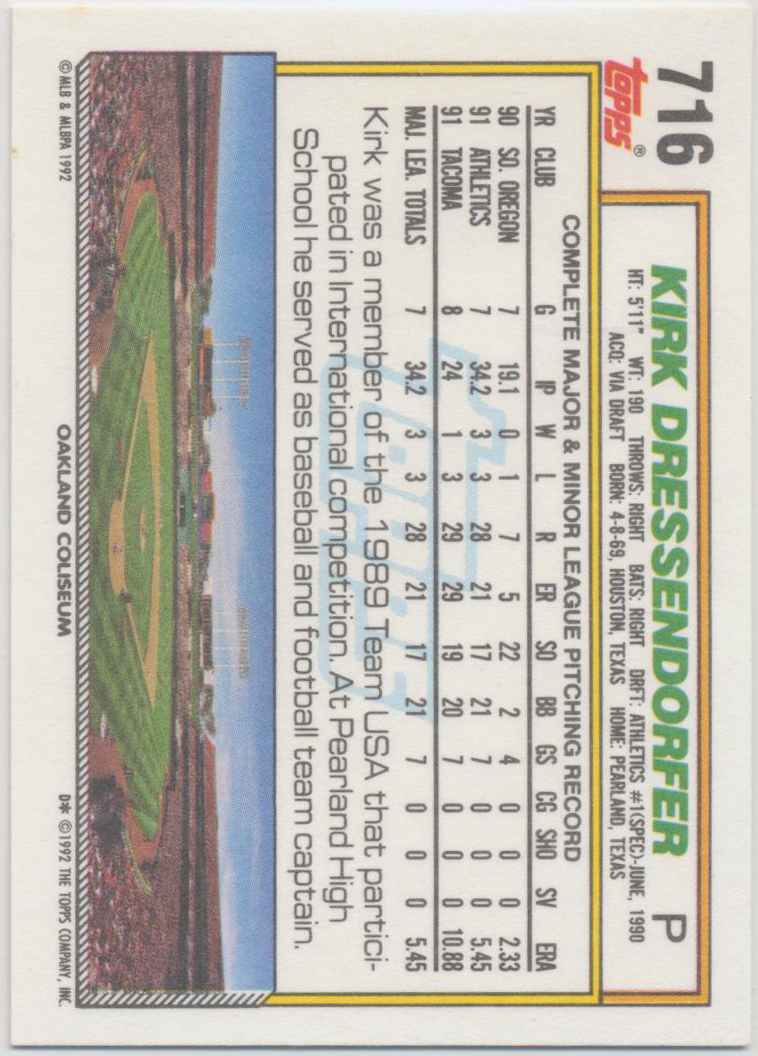 716
TOPPS®
KIRK DRESSENDORFER P
HT: 5'11" WT: 190 THROWS: RIGHT BATS: RIGHT DRFT: ATHLETICS #1(SPEC)-JUNE, 1990
ACQ: VIA DRAFT BORN: 4-8-69, HOUSTON, TEXAS HOME: PEARLAND, TEXAS
COMPLETE MAJOR & MINOR LEAGUE PITCHING RECORD
YR CLUB G IP W L R ER SO BB GS CG SHO SV ERA
90 SO. OREGON 7 19.1 0 1 7 5 22 2 4 0 0 0 2.33
91 ATHLETICS 7 34.2 3 3 28 21 17 21 7 0 0 0 5.45
91 TACOMA 8 24 1 3 29 29 19 20 7 0 0 0 10.88
MAJ. LEA. TOTALS 7 34.2 3 3 28 21 17 21 7 0 0 0 5.45
Kirk was a member of the 1989 Team USA that partici-
pated in International competition. At Pearland High
School he served as baseball and football team captain.
©MLB & MLBPA 1992 OAKLAND COLISEUM D* ©1992 THE TOPPS COMPANY, INC.